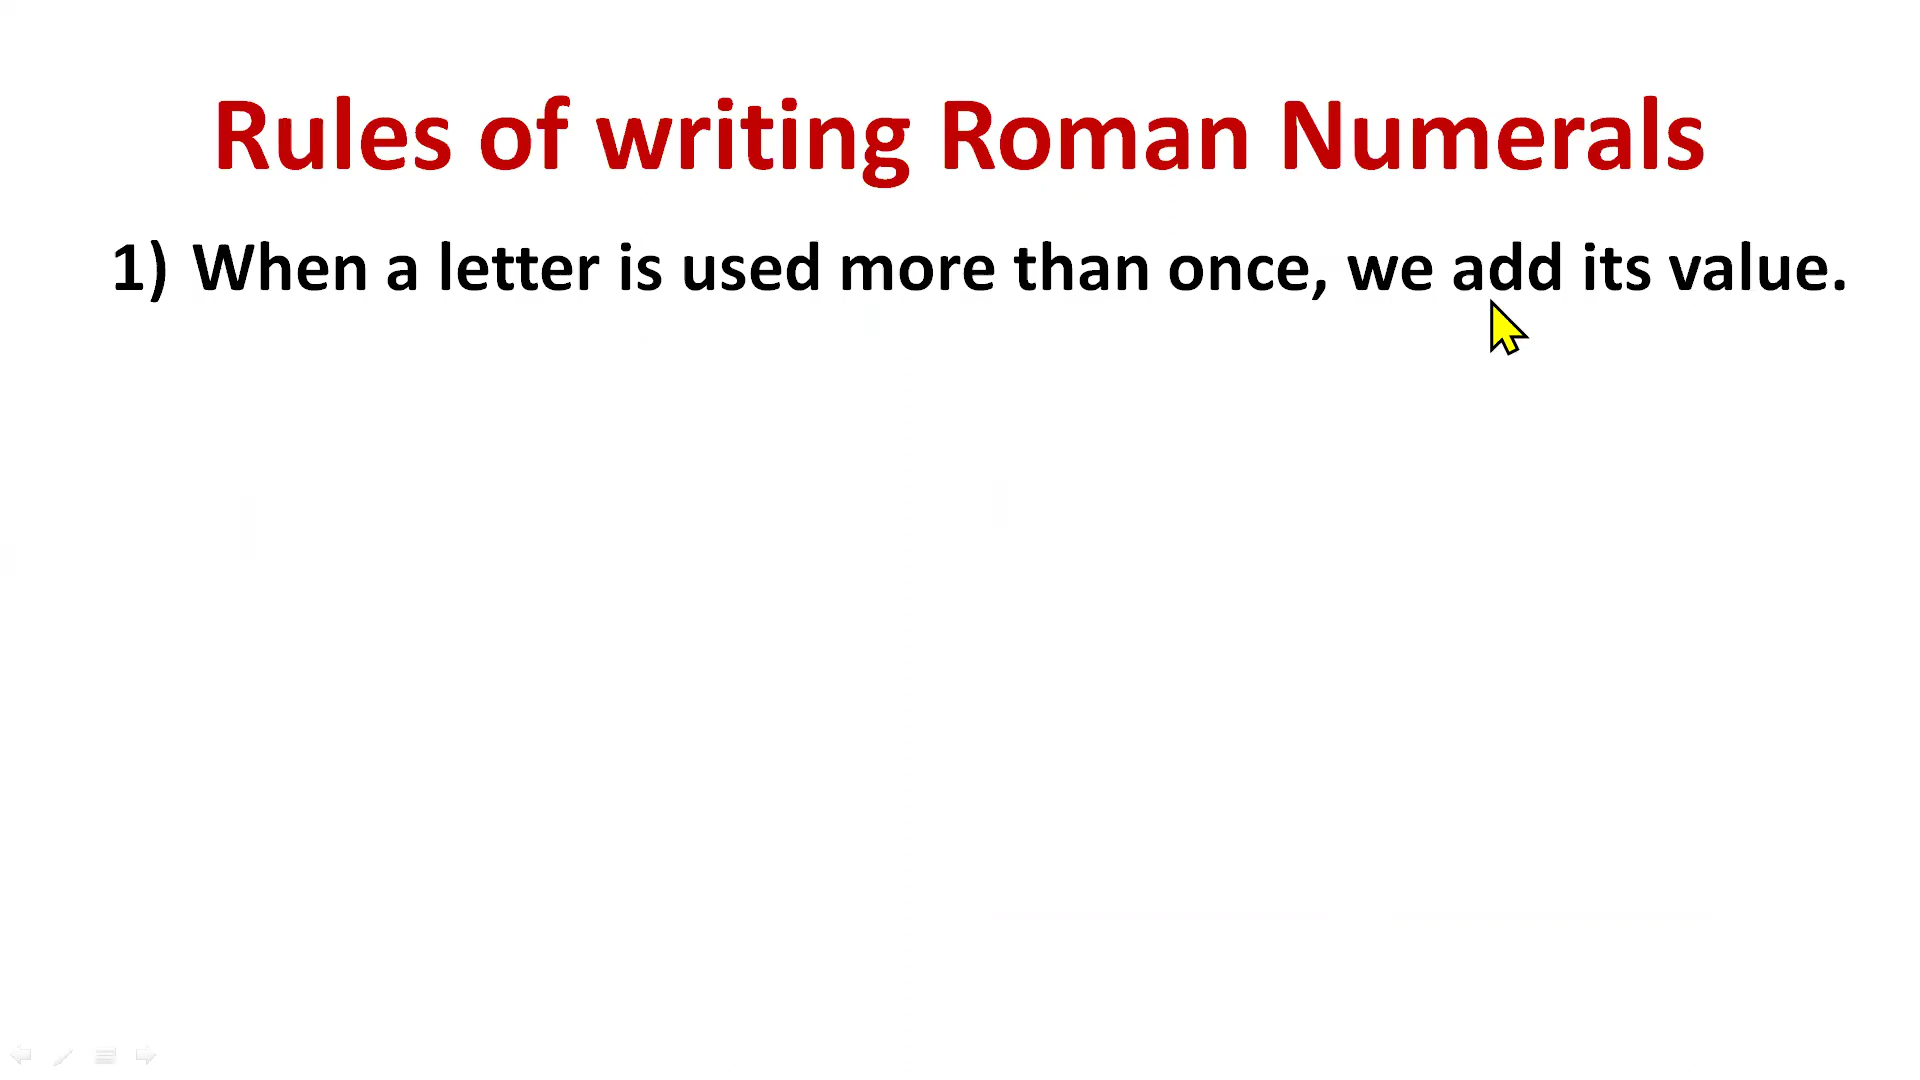 Rules of writing Roman Numerals
1) When a letter is used more than once, we add its value.